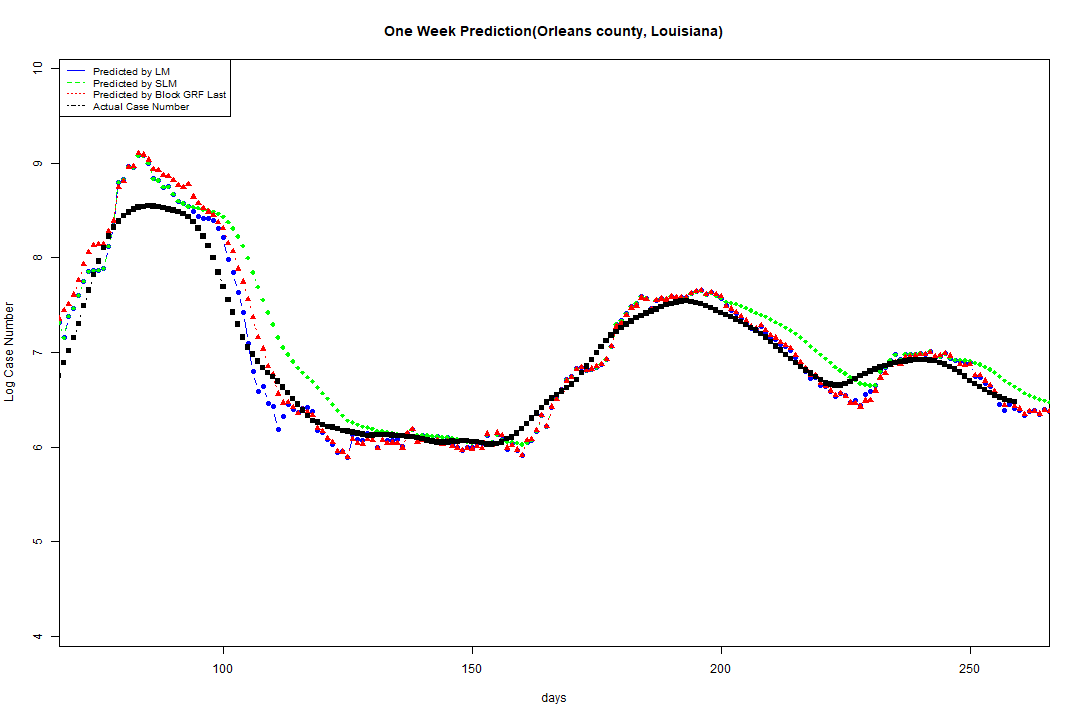 One Week Prediction(Orleans county, Louisiana)
Predicted by LM
Predicted by SLM
Predicted by Block GRF Last
Actual Case Number
Log Case Number
10
9
8
7
6
5
4
100 150 200 250
days